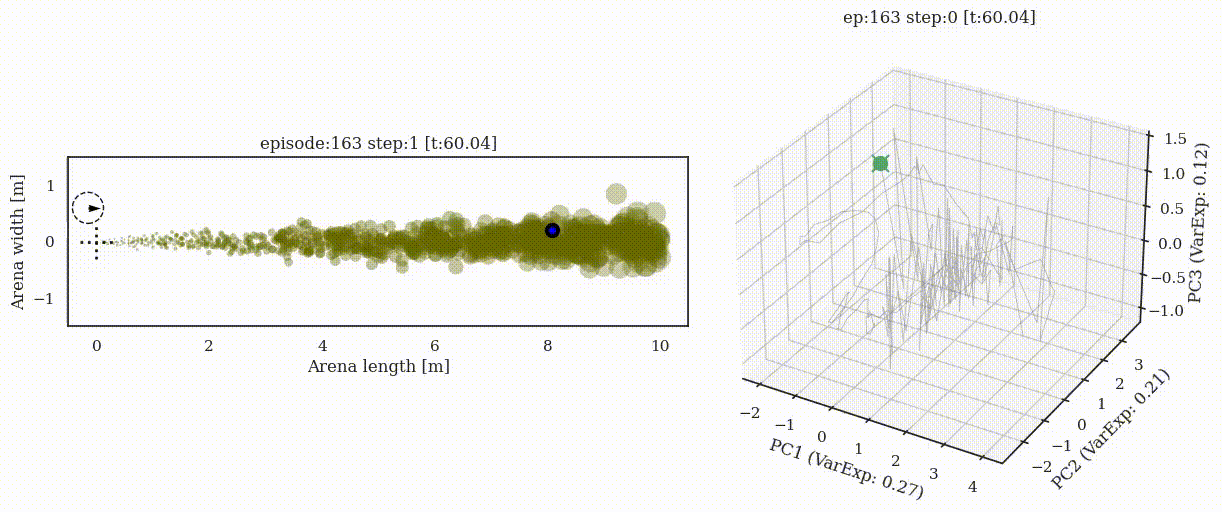 ep:163 step:0 [t:60.04]
episode:163 step:1 [t:60.04]
Arena width [m]
1
0
−1
0 2 4 6 8 10
Arena length [m]
1.5
1.0
0.5
0.0
−0.5
−1.0
PC3 (VarExp: 0.12)
3
2
1
0
−1
−2
PC2 (VarExp: 0.21)
−2
−1
0
1
2
3
4
PC1 (VarExp: 0.27)